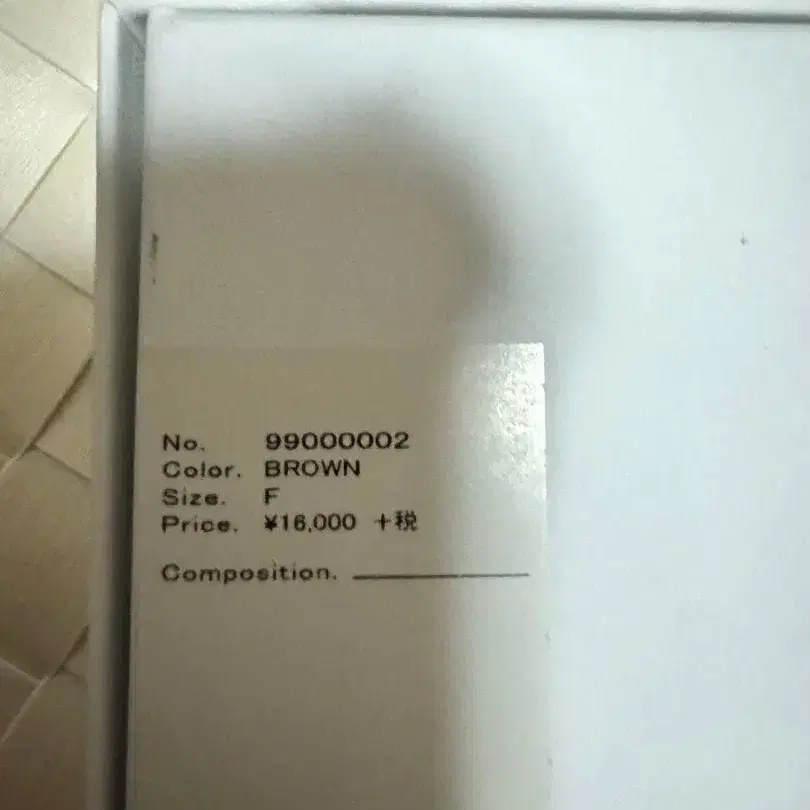 No. 99000002
Color. BROWN
Size. F
Price. ¥16,000 +税
Composition.